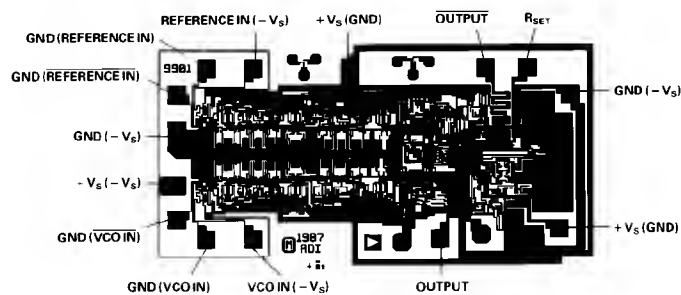 REFERENCE IN (–VS)
+VS (GND)
OUTPUT
RSET
GND (REFERENCE IN)
GND (REFERENCE IN)
9901
GND (–VS)
GND (–VS)
–VS (–VS)
GND (VCO IN)
M 1987
ADI
+VS (GND)
GND (VCO IN)
VCO IN (–VS)
OUTPUT